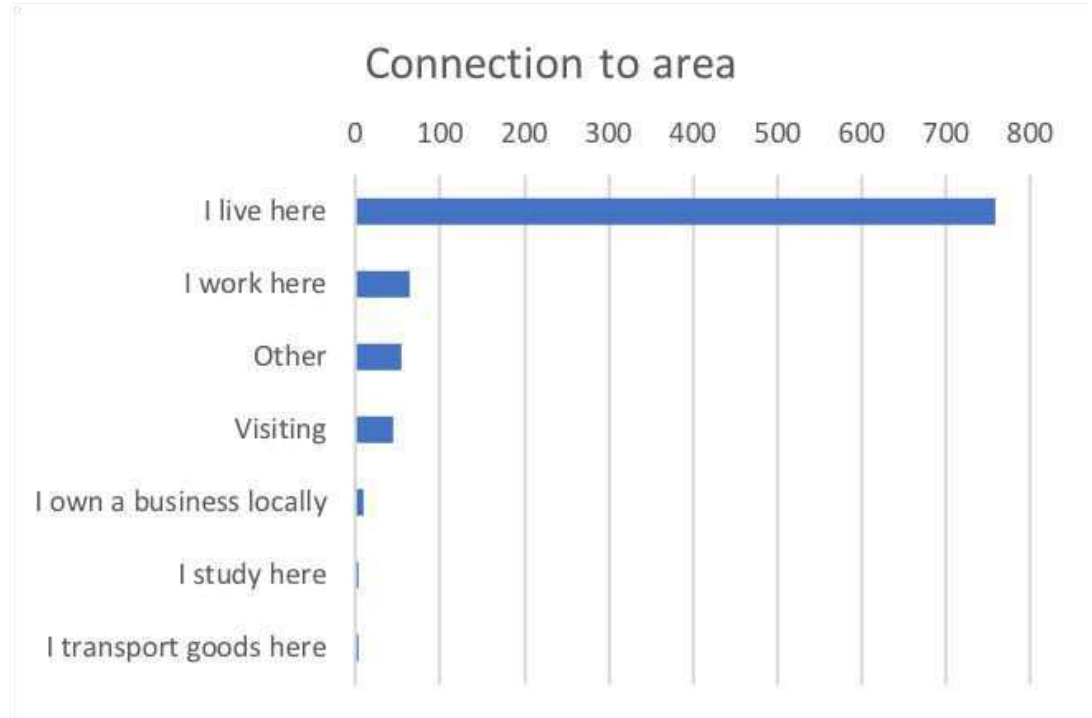 Connection to area
0 100 200 300 400 500 600 700 800
I live here
I work here
Other
Visiting
I own a business locally
I study here
I transport goods here